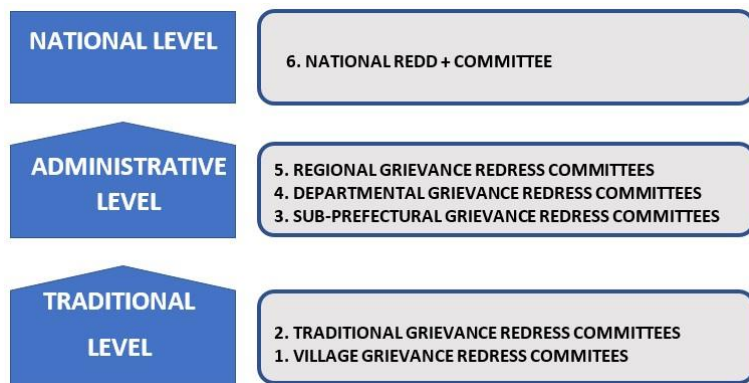 NATIONAL LEVEL
6. NATIONAL REDD + COMMITTEE
ADMINISTRATIVE
LEVEL
5. REGIONAL GRIEVANCE REDRESS COMMITTEES
4. DEPARTMENTAL GRIEVANCE REDRESS COMMITTEES
3. SUB-PREFECTURAL GRIEVANCE REDRESS COMMITTEES
TRADITIONAL
LEVEL
2. TRADITIONAL GRIEVANCE REDRESS COMMITTEES
1. VILLAGE GRIEVANCE REDRESS COMMITEES